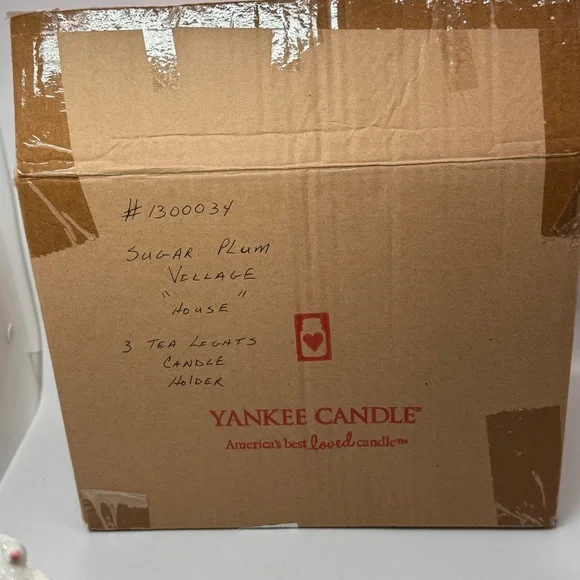 #1300034
SUGAR PLUM
VILLAGE
"HOUSE"
3 TEA LIGHTS
CANDLE
HOLDER
YANKEE CANDLE®
America's best loved candle™